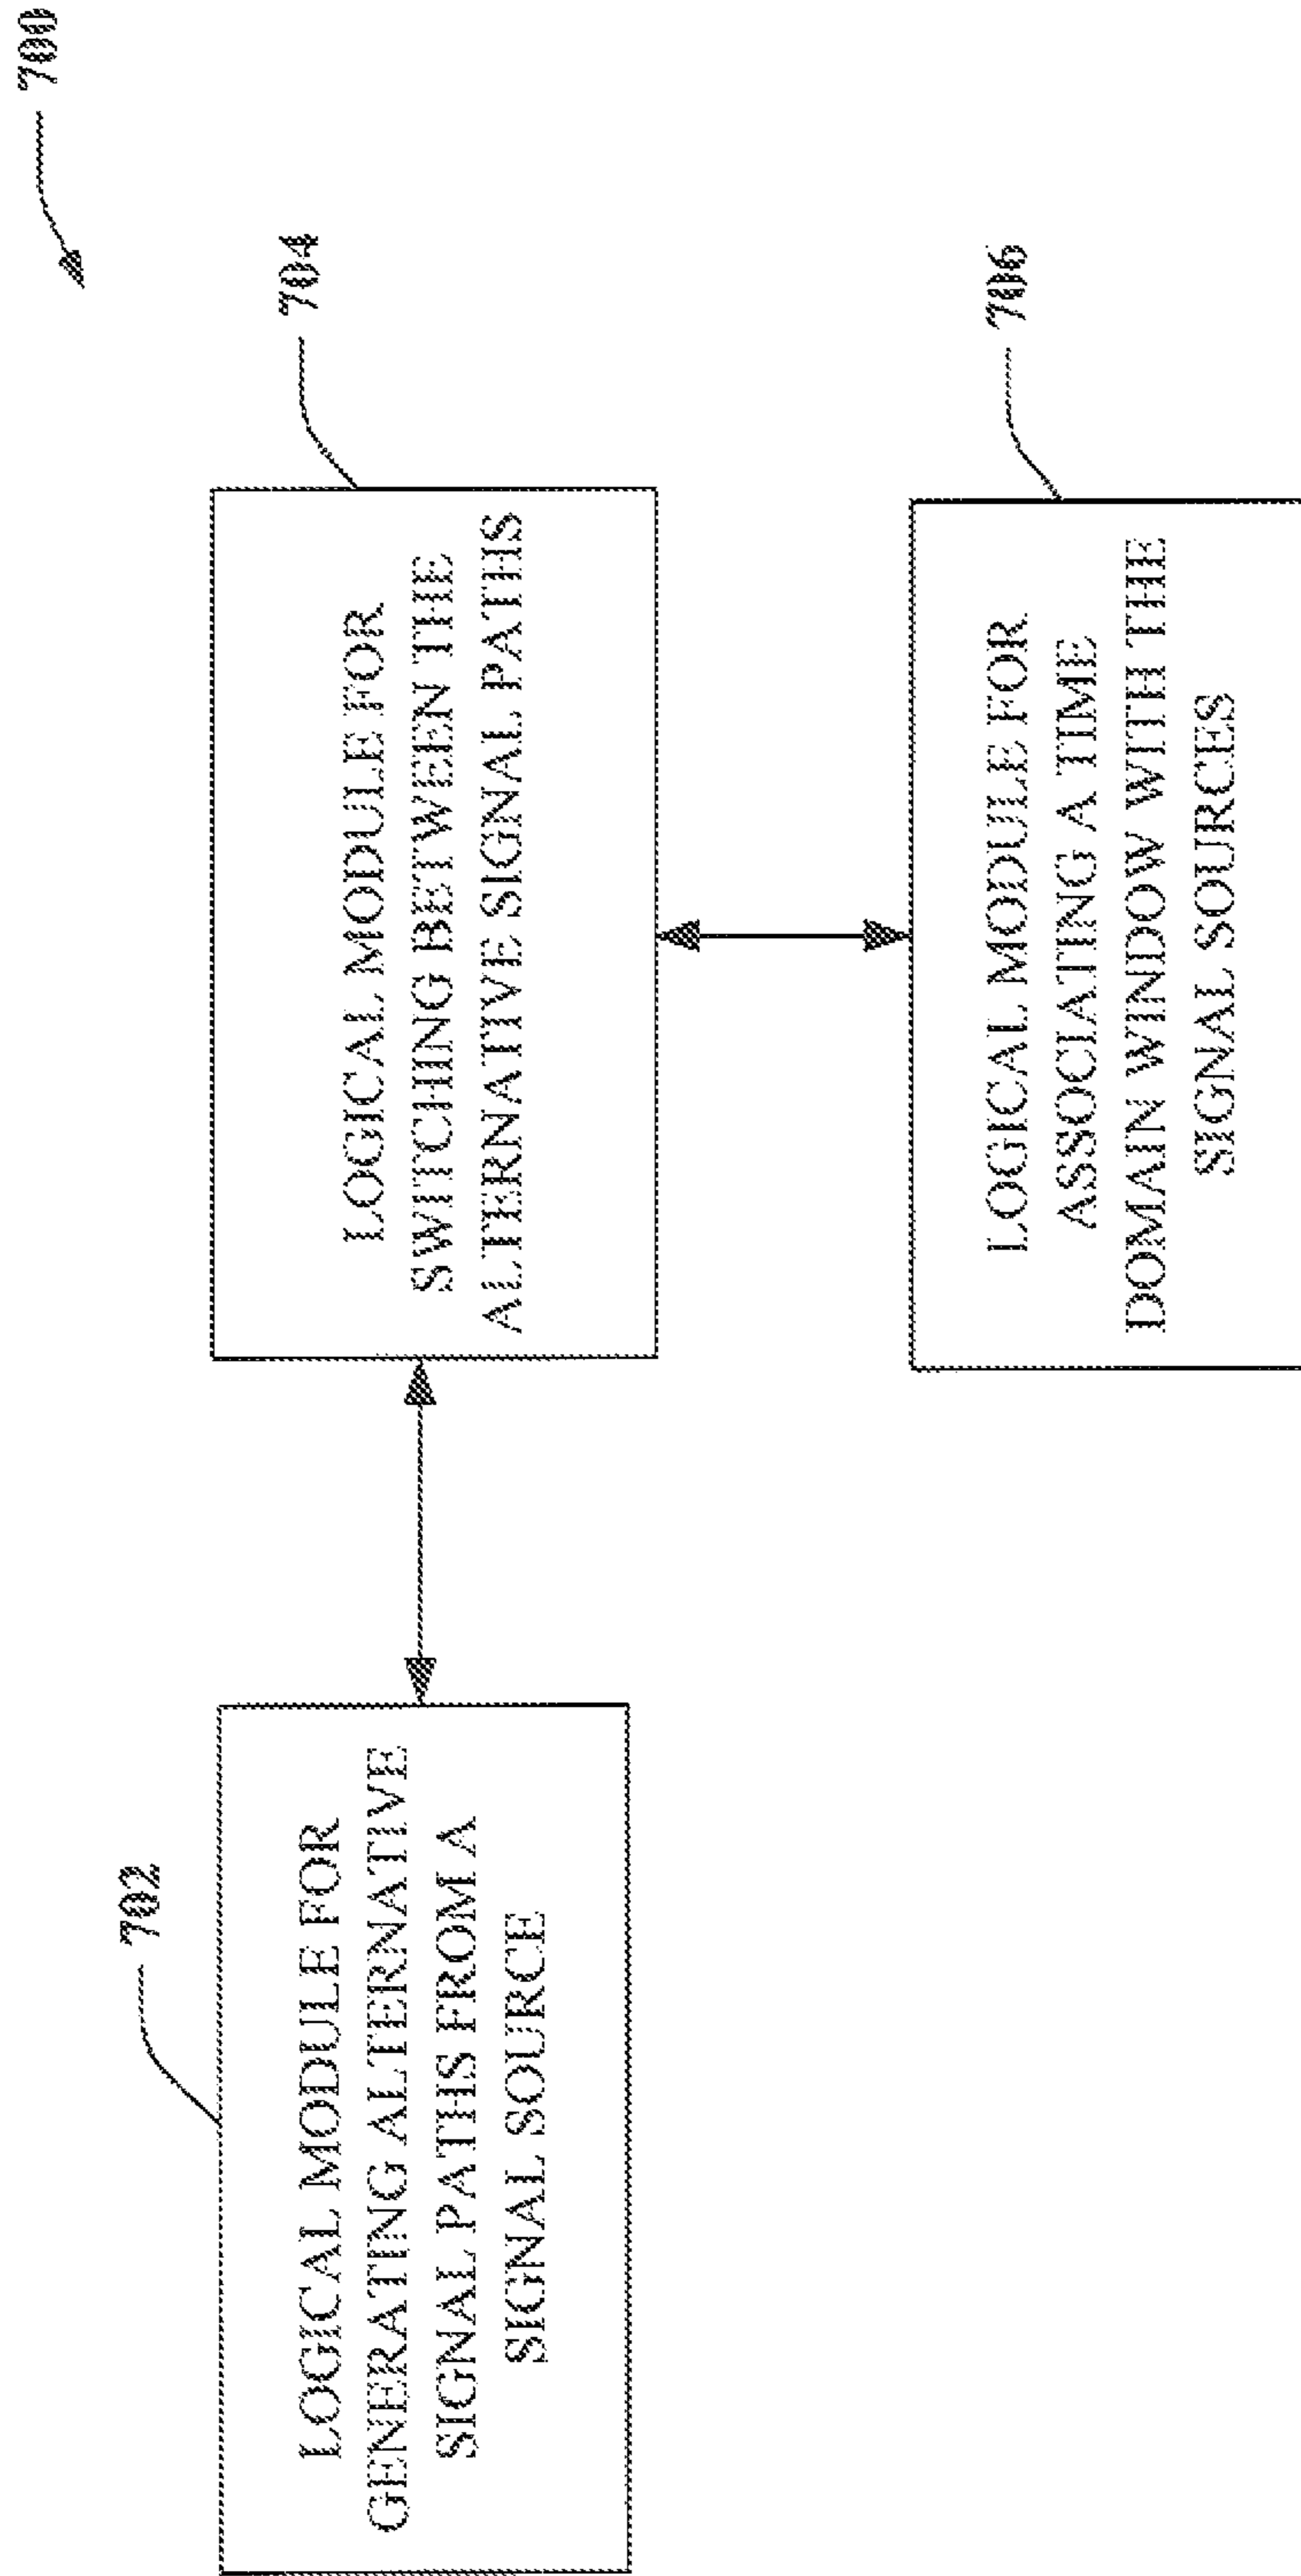 700
702
LOGICAL MODULE FOR
GENERATING ALTERNATIVE
SIGNAL PATHS FROM A
SIGNAL SOURCE
704
LOGICAL MODULE FOR
SWITCHING BETWEEN THE
ALTERNATIVE SIGNAL PATHS
706
LOGICAL MODULE FOR
ASSOCIATING A TIME
DOMAIN WINDOW WITH THE
SIGNAL SOURCES